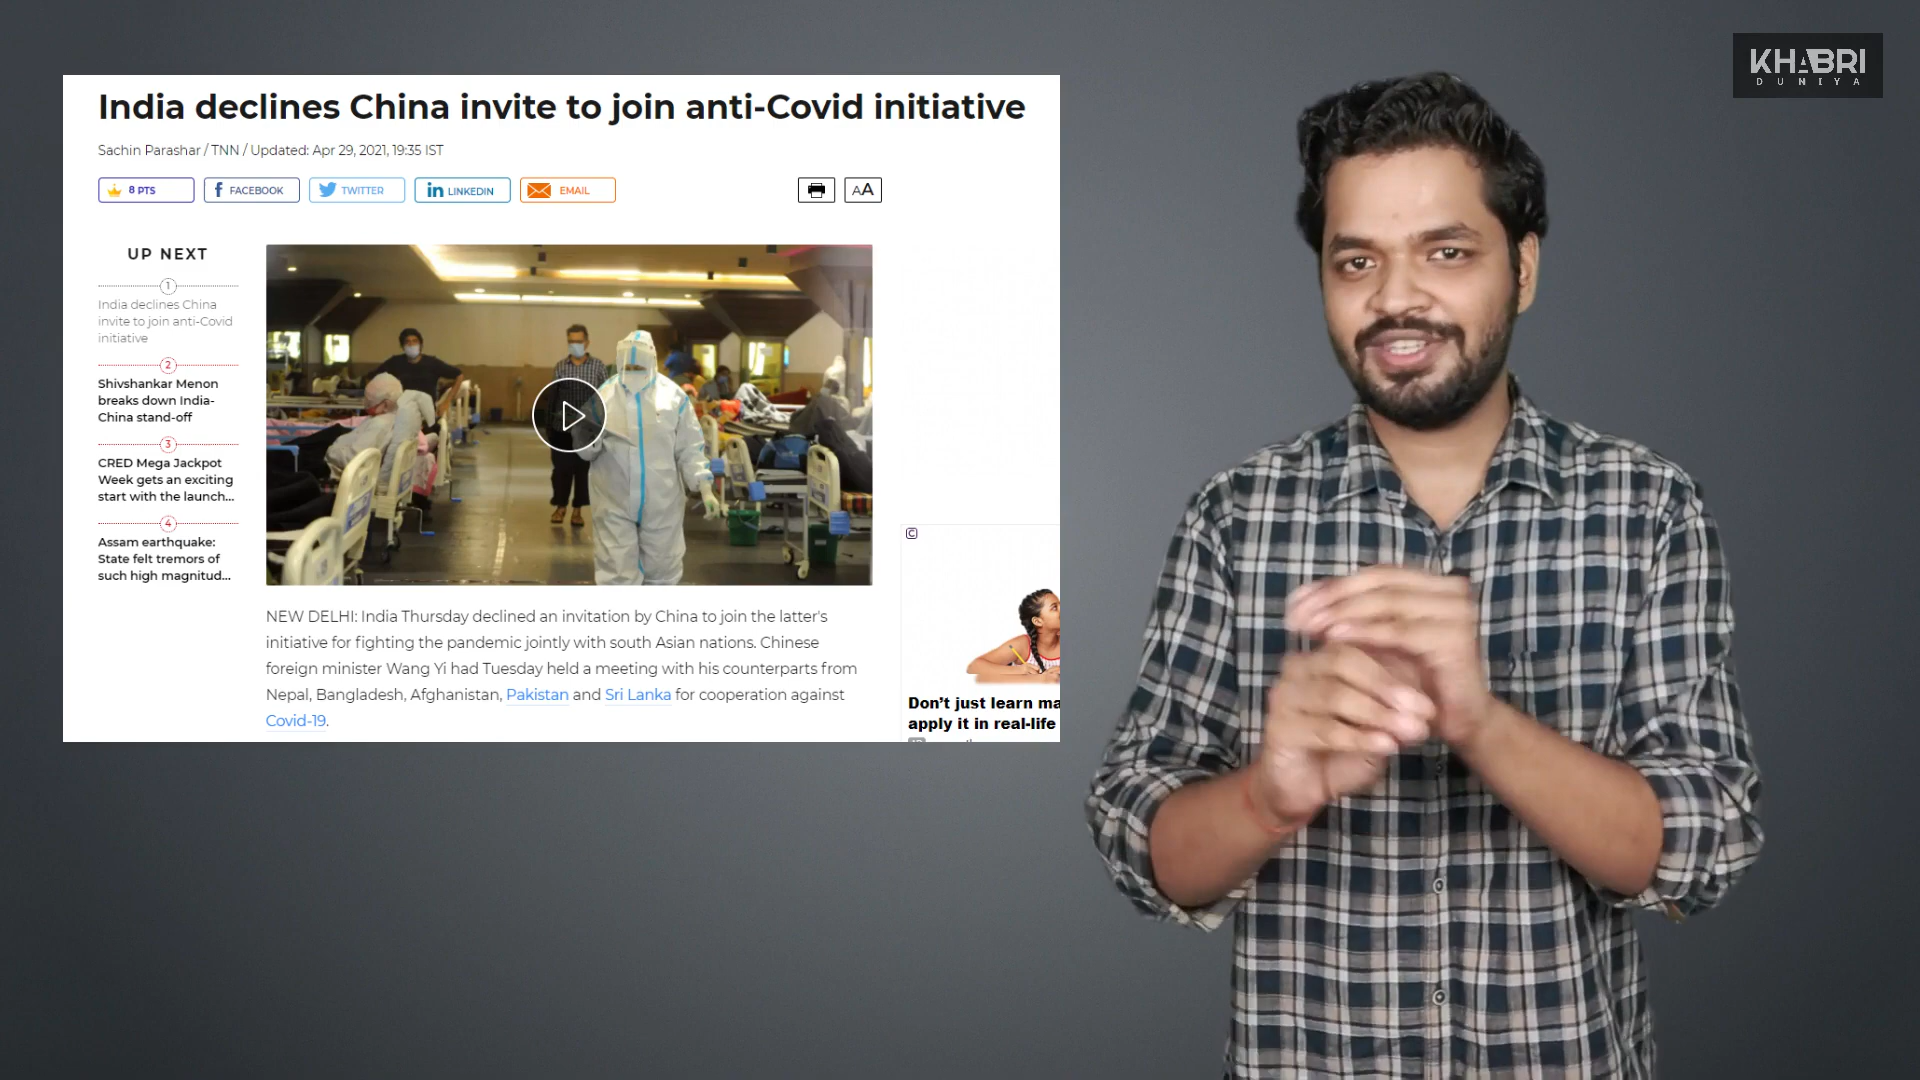 KHABRI
DUNIYA
India declines China invite to join anti-Covid initiative
Sachin Parashar / TNN / Updated: Apr 29, 2021, 19:35 IST
8 PTS
FACEBOOK
TWITTER
LINKEDIN
EMAIL
AA
UP NEXT
1
India declines China
invite to join anti-Covid
initiative
2
Shivshankar Menon
breaks down India-
China stand-off
3
CRED Mega Jackpot
Week gets an exciting
start with the launch...
4
Assam earthquake:
State felt tremors of
such high magnitud...
NEW DELHI: India Thursday declined an invitation by China to join the latter's
initiative for fighting the pandemic jointly with south Asian nations. Chinese
foreign minister Wang Yi had Tuesday held a meeting with his counterparts from
Nepal, Bangladesh, Afghanistan, Pakistan and Sri Lanka for cooperation against
Covid-19.
Don't just learn ma
apply it in real-life